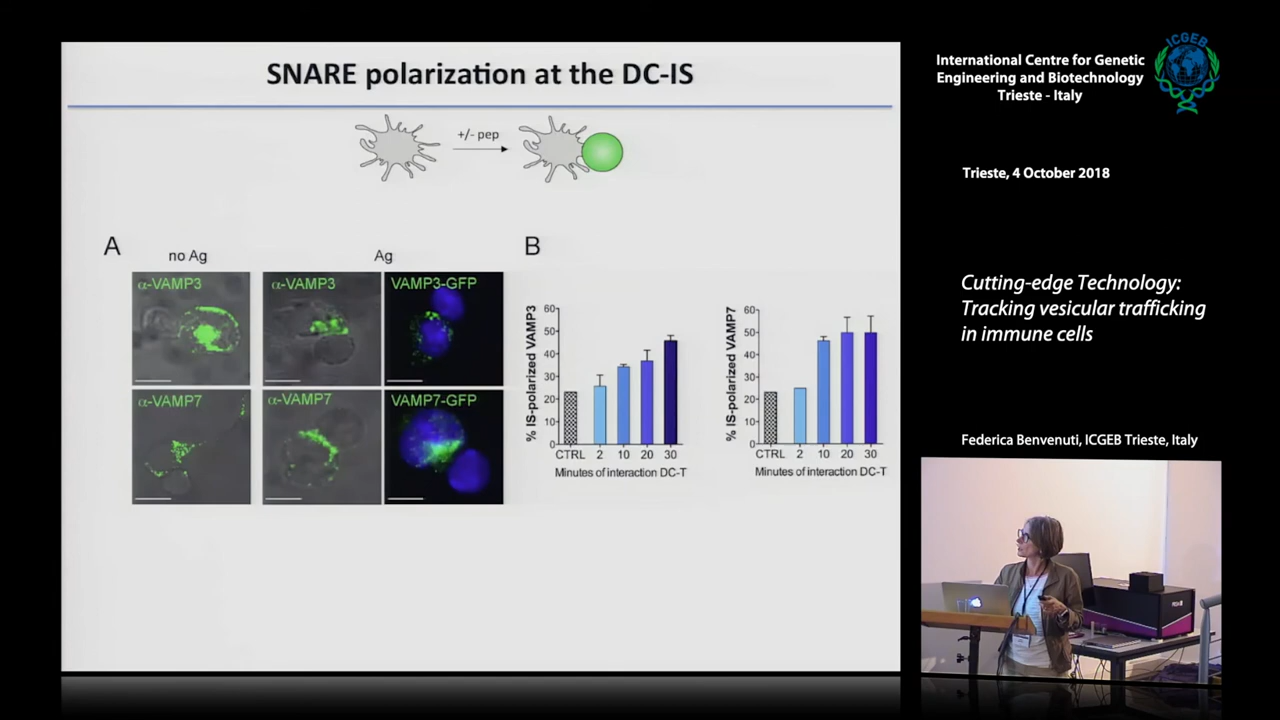 SNARE polarization at the DC-IS
+/- pep
A
no Ag
Ag
α-VAMP3
α-VAMP3
VAMP3-GFP
α-VAMP7
α-VAMP7
VAMP7-GFP
B
% IS-polarized VAMP3
60
50
40
30
20
10
0
CTRL 2 10 20 30
Minutes of interaction DC-T
% IS-polarized VAMP7
60
50
40
30
20
10
0
CTRL 2 10 20 30
Minutes of interaction DC-T
ICGEB
International Centre for Genetic
Engineering and Biotechnology
Trieste - Italy
Trieste, 4 October 2018
Cutting-edge Technology:
Tracking vesicular trafficking
in immune cells
Federica Benvenuti, ICGEB Trieste, Italy